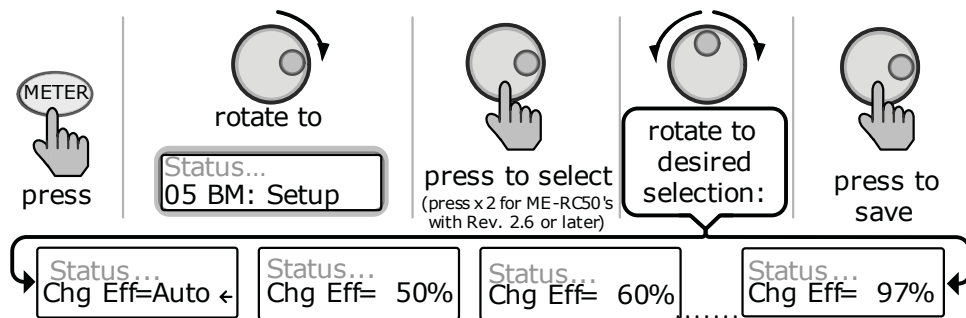 METER
press
rotate to
Status...
05 BM: Setup
press to select
(press x 2 for ME-RC50's
with Rev. 2.6 or later)
rotate to
desired
selection:
press to
save
Status...
Chg Eff=Auto ←
Status...
Chg Eff= 50%
Status...
Chg Eff= 60%
.......
Status...
Chg Eff= 97%